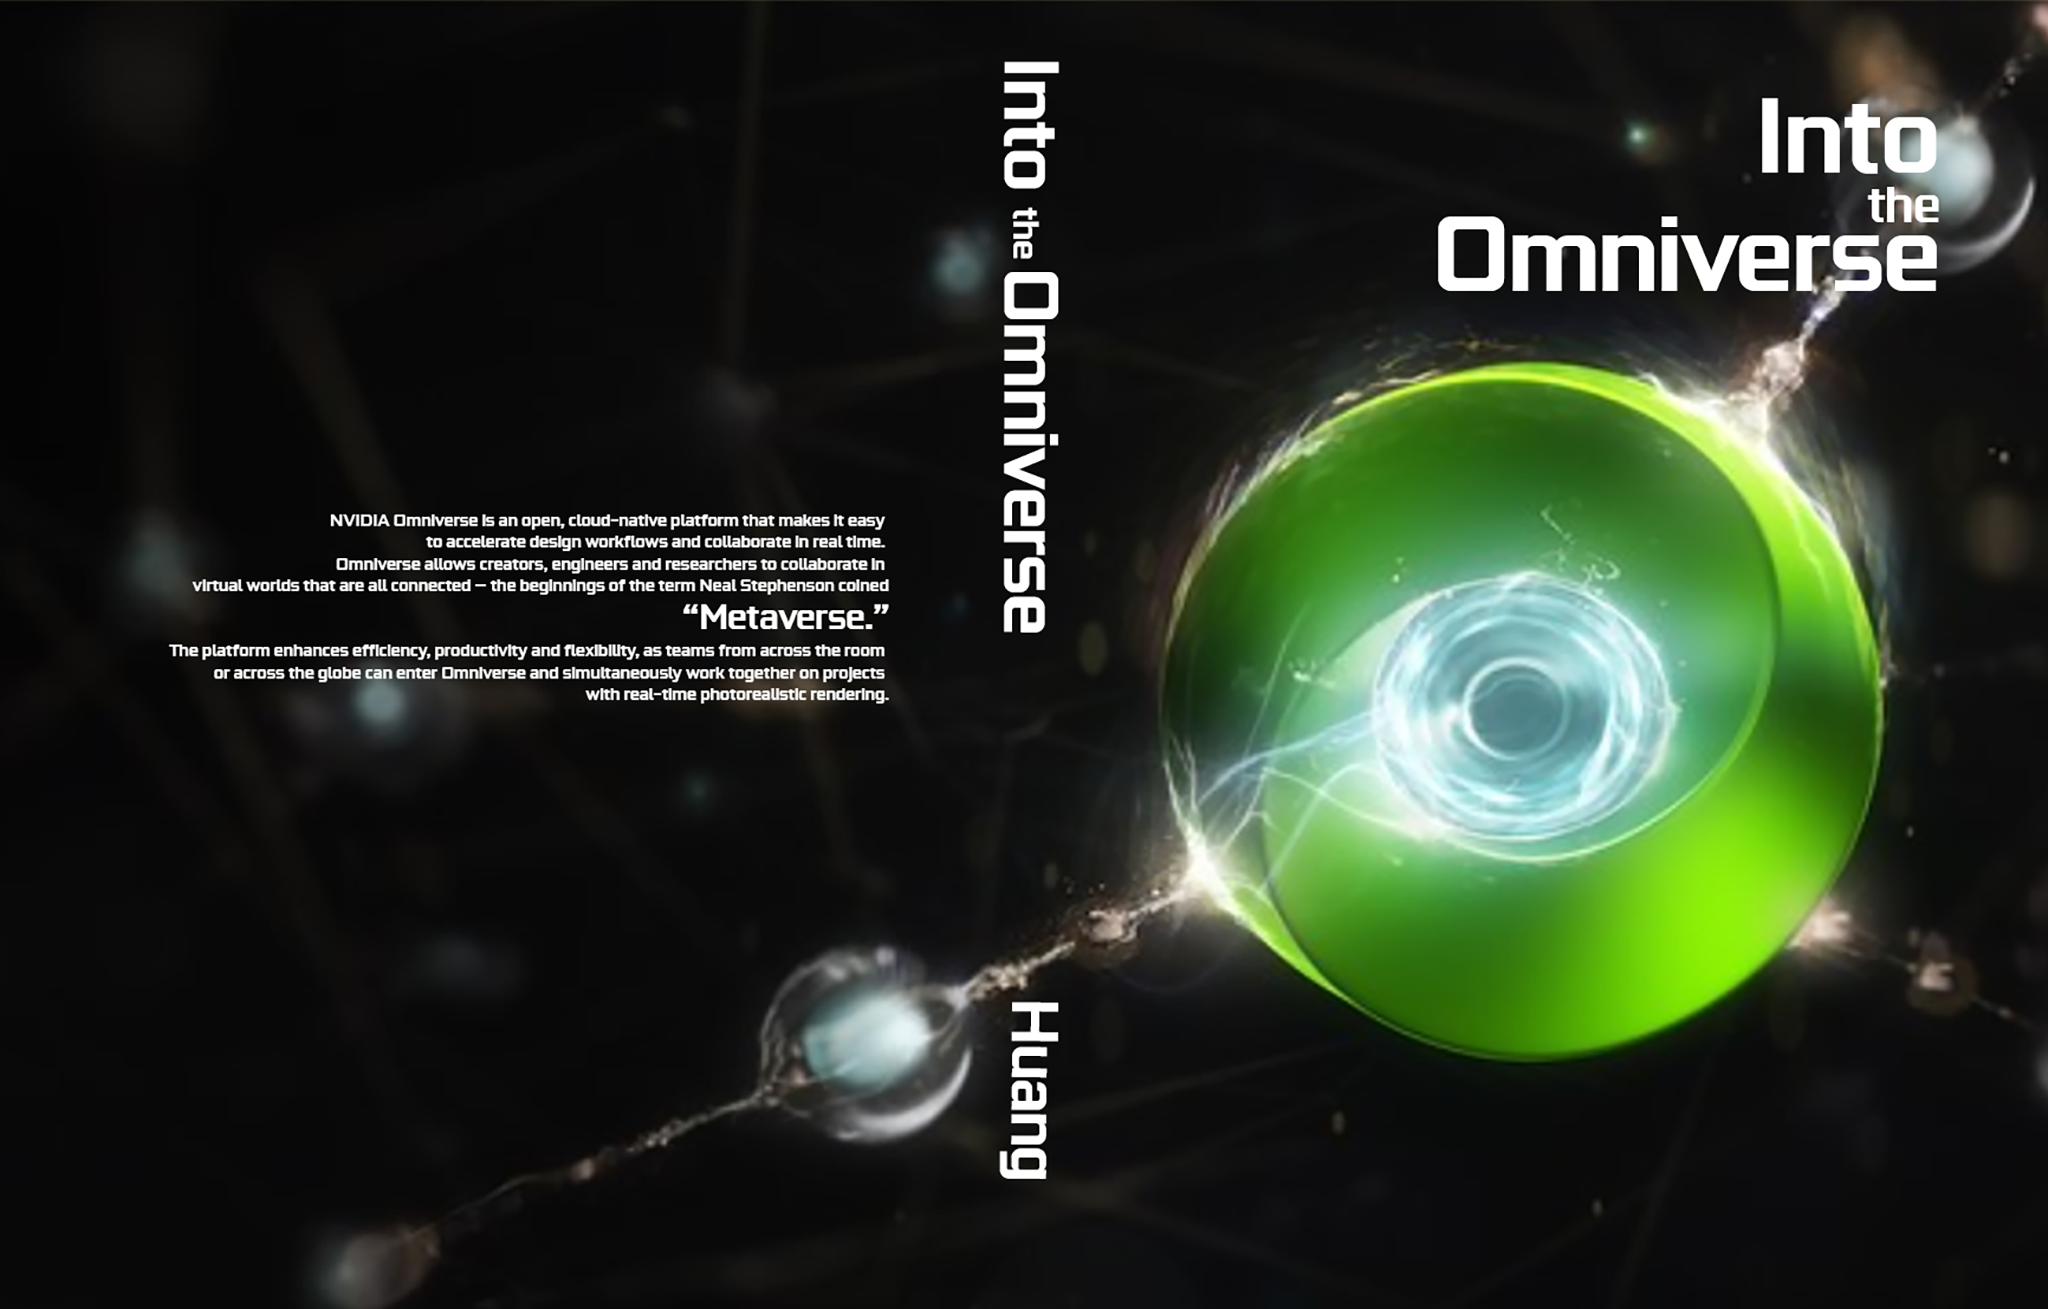 NVIDIA Omniverse is an open, cloud-native platform that makes it easy
to accelerate design workflows and collaborate in real time.
Omniverse allows creators, engineers and researchers to collaborate in
virtual worlds that are all connected – the beginnings of the term Neal Stephenson coined
“Metaverse.”
The platform enhances efficiency, productivity and flexibility, as teams from across the room
or across the globe can enter Omniverse and simultaneously work together on projects
with real-time photorealistic rendering.
Into the Omniverse
Huang
Into
the
Omniverse